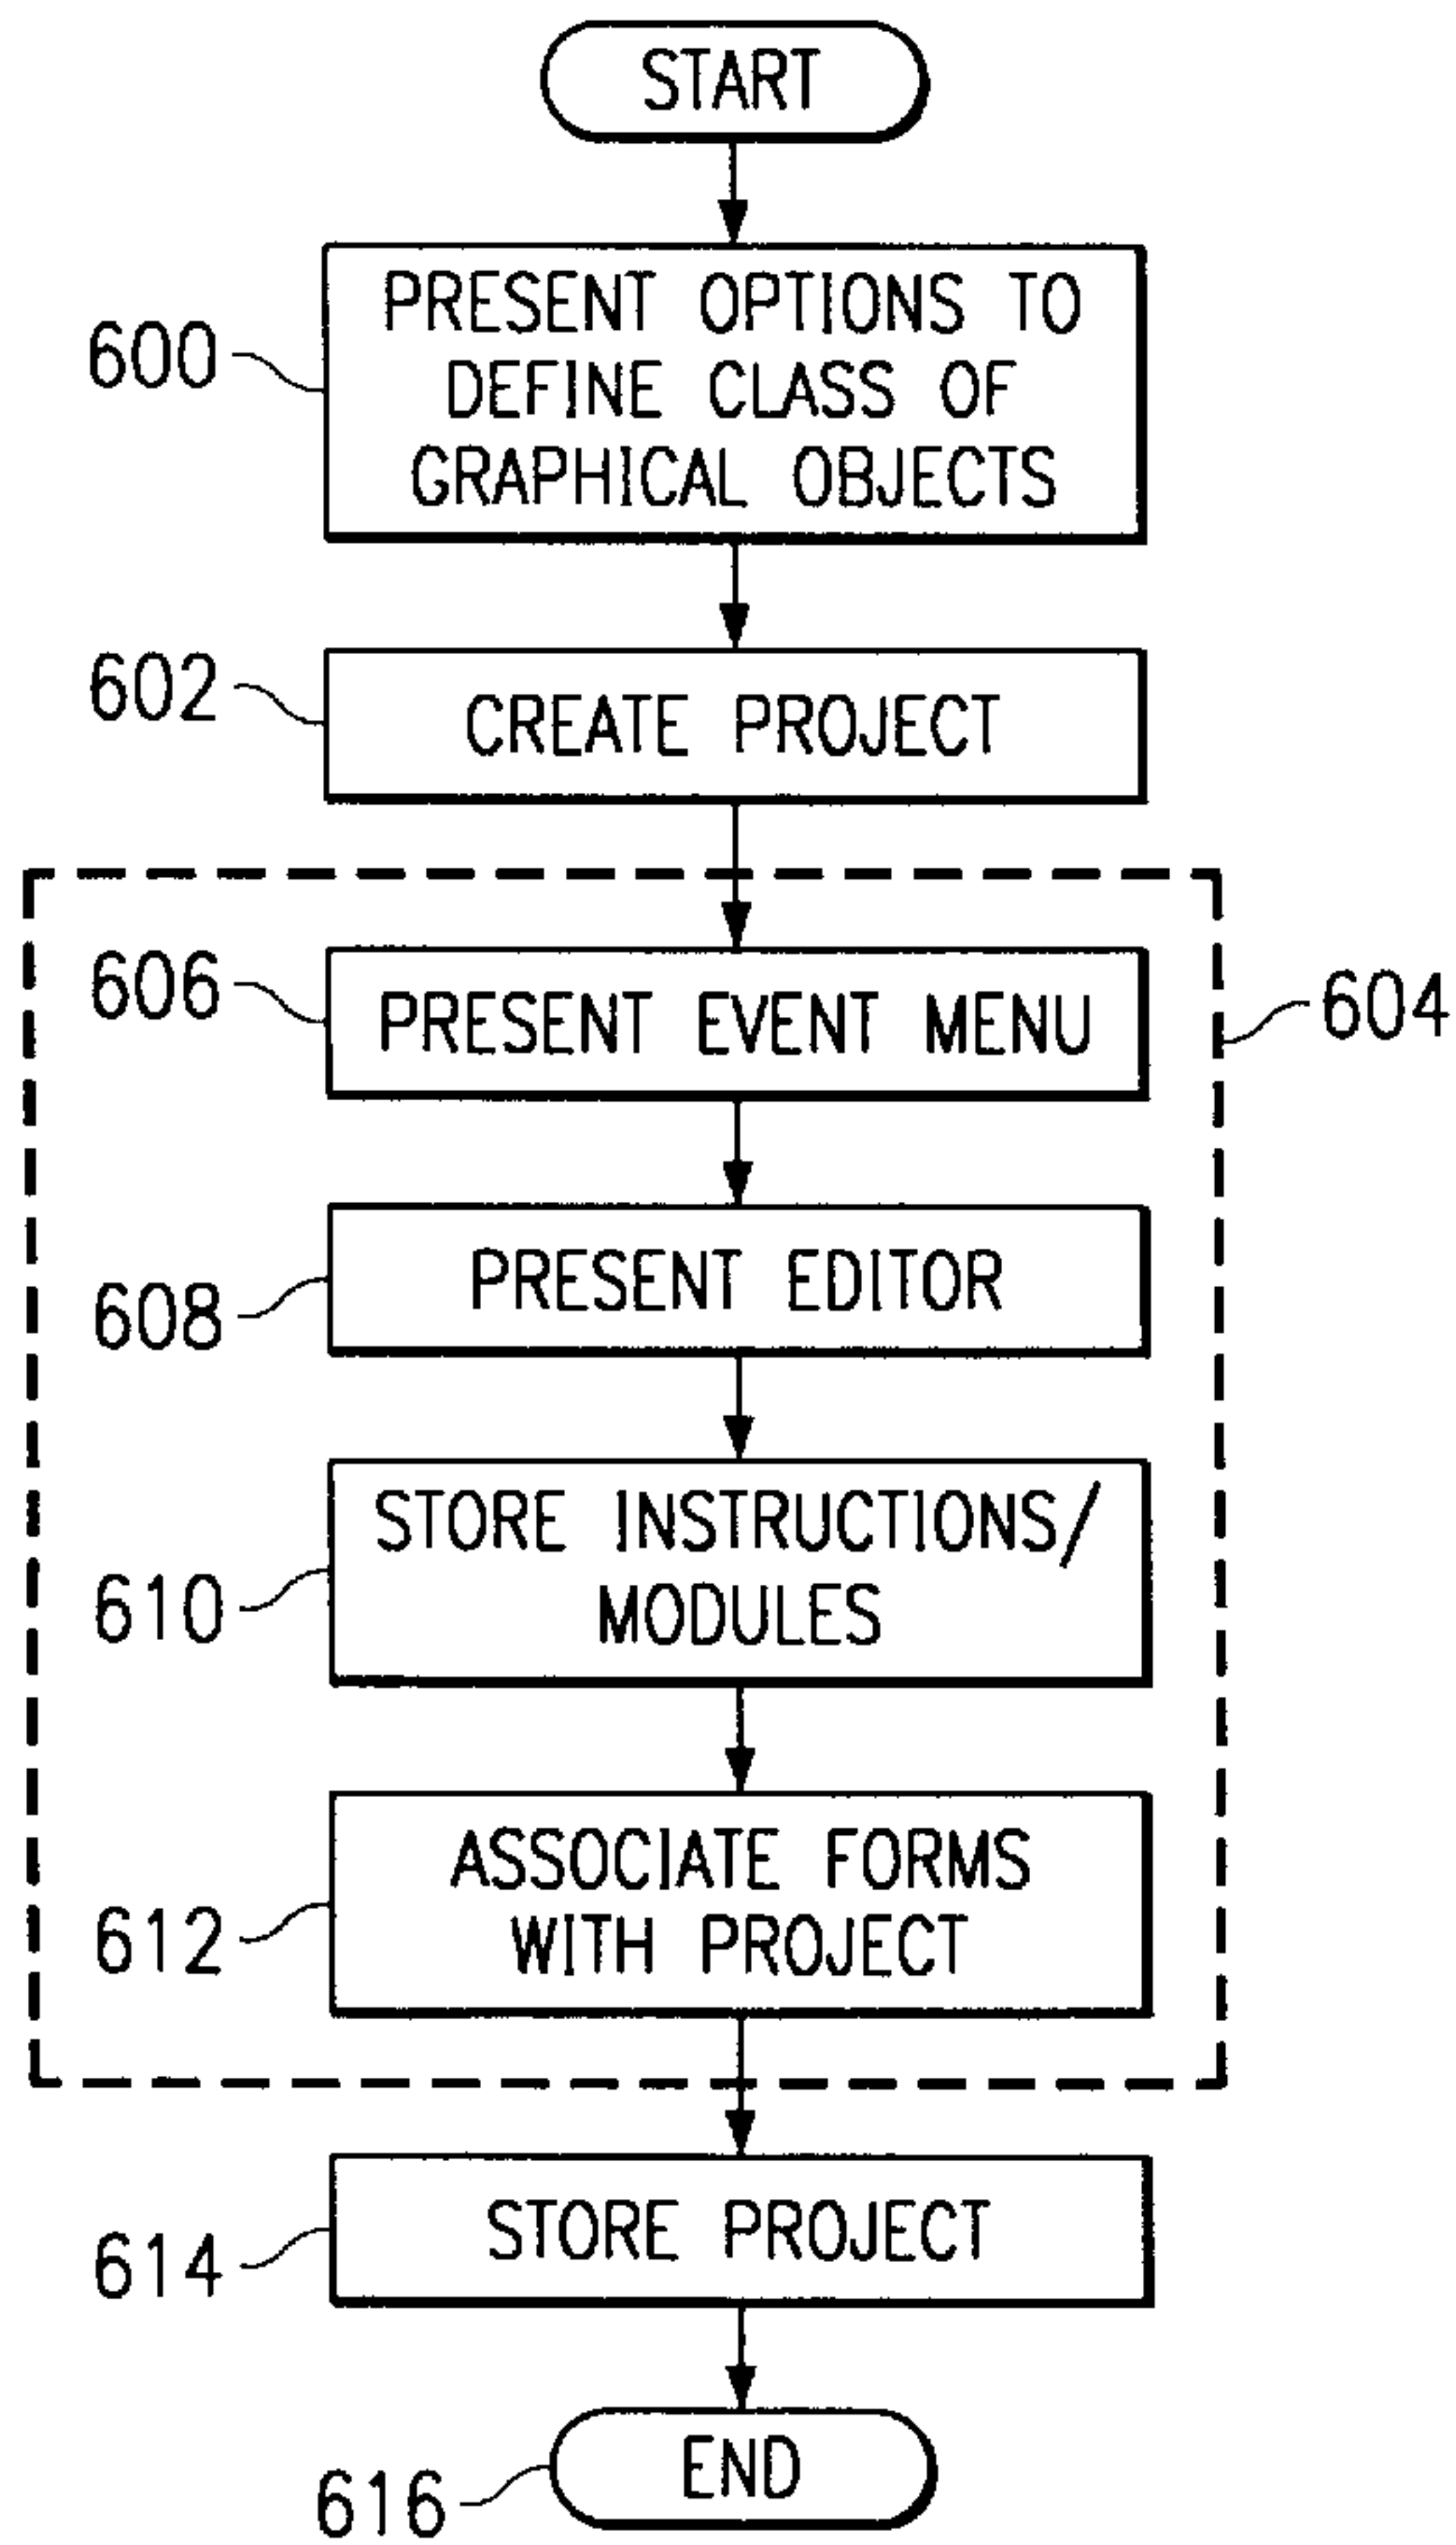 START
600
PRESENT OPTIONS TO
DEFINE CLASS OF
GRAPHICAL OBJECTS
602
CREATE PROJECT
604
606
PRESENT EVENT MENU
608
PRESENT EDITOR
610
STORE INSTRUCTIONS/
MODULES
612
ASSOCIATE FORMS
WITH PROJECT
614
STORE PROJECT
616
END